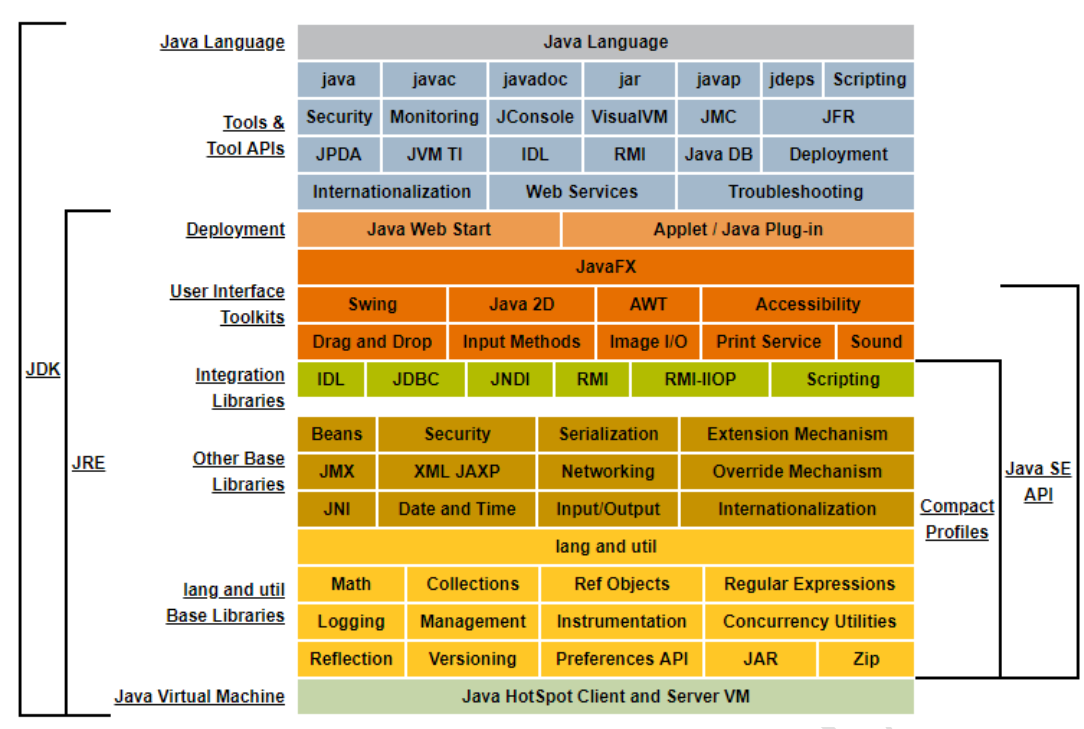 Java Language Java Language
java javac javadoc jar javap jdeps Scripting
Tools & Security Monitoring JConsole VisualVM JMC JFR
Tool APIs JPDA JVM TI IDL RMI Java DB Deployment
Internationalization Web Services Troubleshooting
Deployment Java Web Start Applet / Java Plug-in
JavaFX
User Interface Swing Java 2D AWT Accessibility
Toolkits Drag and Drop Input Methods Image I/O Print Service Sound
JDK Integration IDL JDBC JNDI RMI RMI-IIOP Scripting
Libraries
Beans Security Serialization Extension Mechanism
JRE Other Base JMX XML JAXP Networking Override Mechanism Java SE
Libraries API
JNI Date and Time Input/Output Internationalization Compact
Profiles
lang and util
lang and util Math Collections Ref Objects Regular Expressions
Base Libraries Logging Management Instrumentation Concurrency Utilities
Reflection Versioning Preferences API JAR Zip
Java Virtual Machine Java HotSpot Client and Server VM